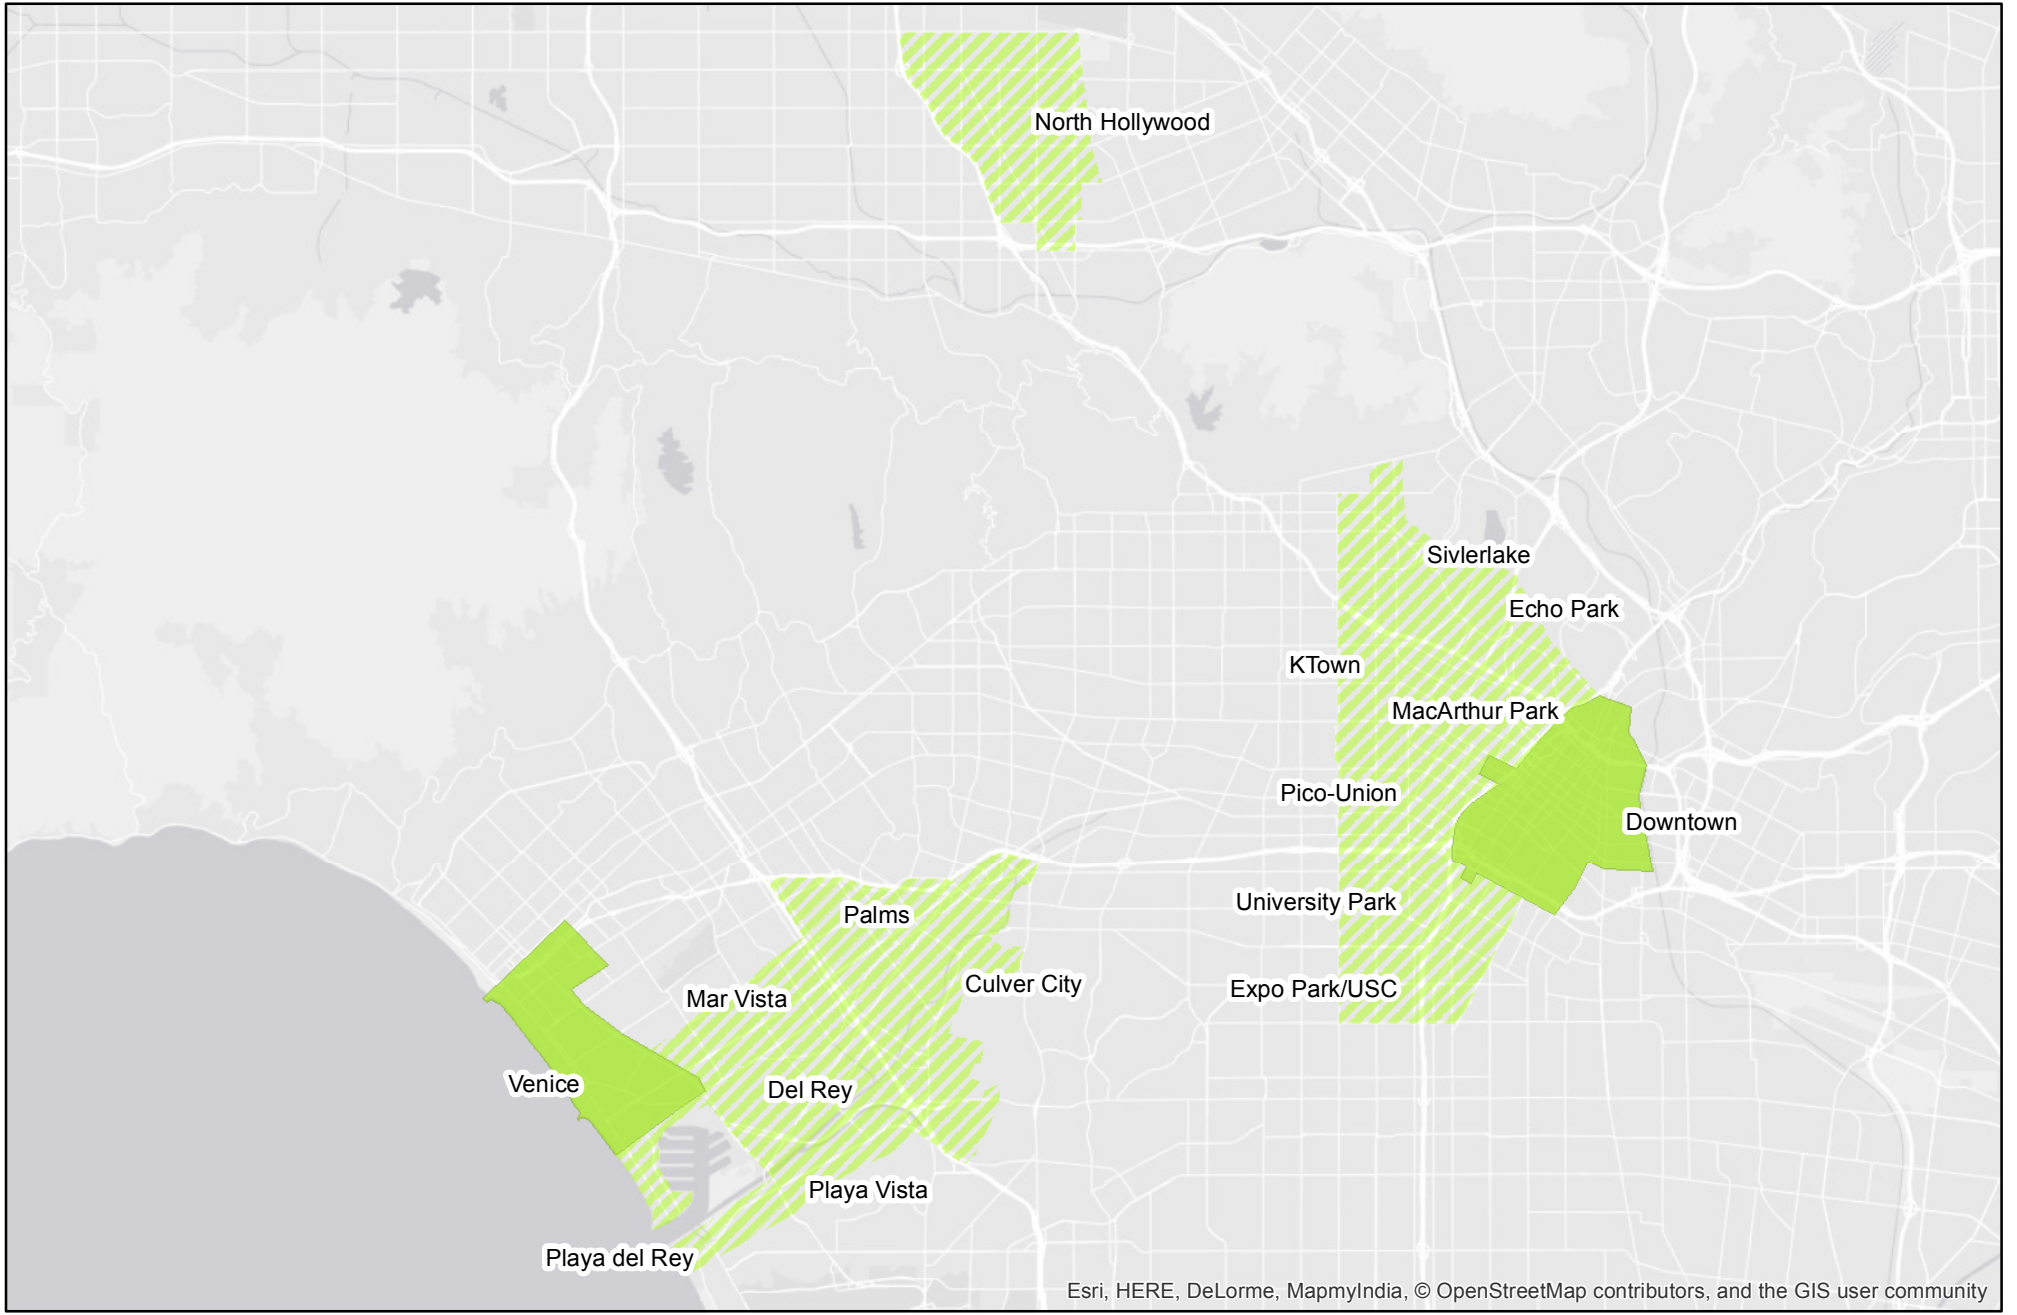 North Hollywood
Sivlerlake
Echo Park
KTown
MacArthur Park
Pico-Union
Downtown
University Park
Palms
Culver City
Expo Park/USC
Mar Vista
Venice
Del Rey
Playa Vista
Playa del Rey
Esri, HERE, DeLorme, MapmyIndia, © OpenStreetMap contributors, and the GIS user community